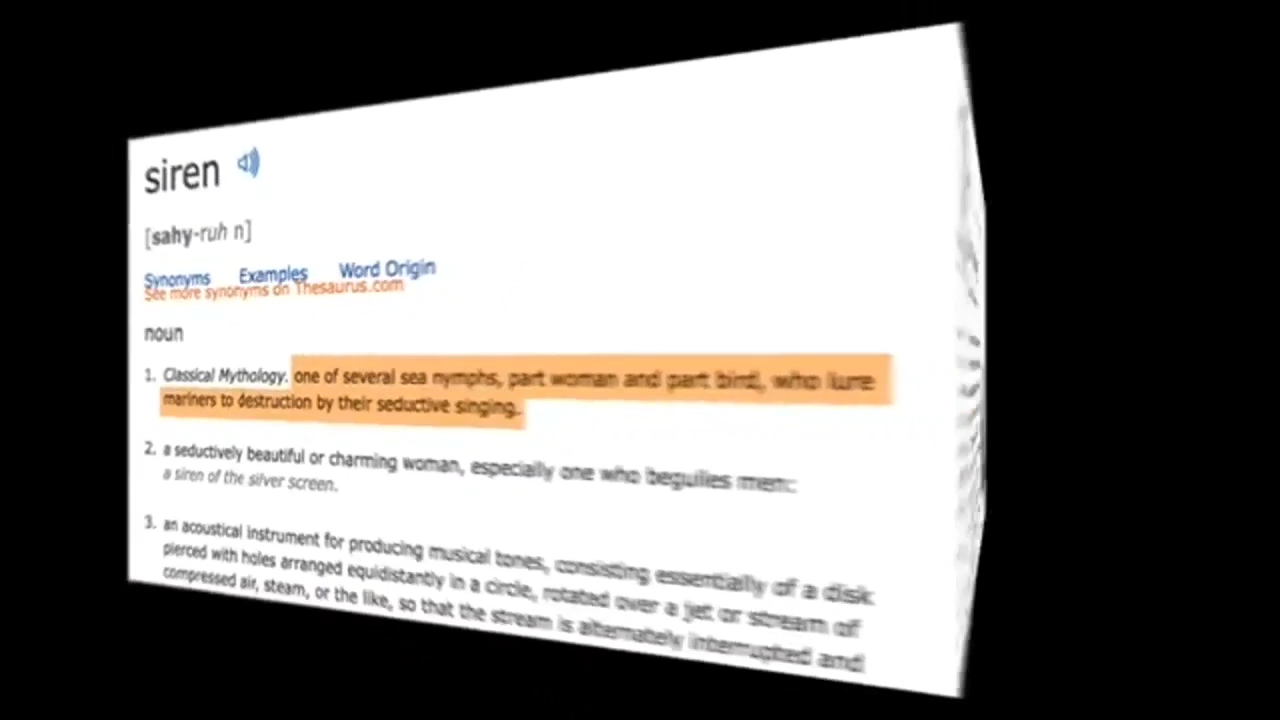 siren
[sahy-ruh n]
Synonyms Examples Word Origin
See more synonyms on Thesaurus.com
noun
1. Classical Mythology. one of several sea nymphs, part woman and part bird, who lure
mariners to destruction by their seductive singing.
2. a seductively beautiful or charming woman, especially one who beguiles men:
a siren of the silver screen.
3. an acoustical instrument for producing musical tones, consisting essentially of a disk
pierced with holes arranged equidistantly in a circle, rotated over a jet or stream of
compressed air, steam, or the like, so that the stream is alternately interrupted and